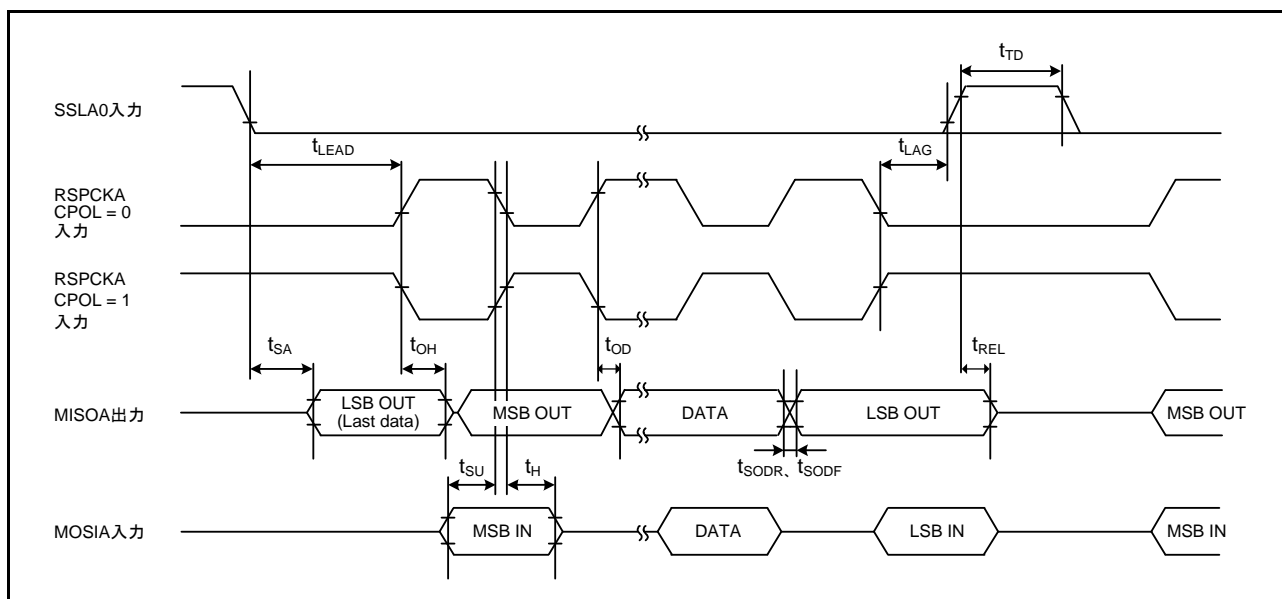 tTD
SSLA0入力
tLEAD
tLAG
RSPCKA
CPOL = 0
入力
RSPCKA
CPOL = 1
入力
tSA
tOH
tOD
tREL
MISOA出力
LSB OUT
(Last data)
MSB OUT
DATA
LSB OUT
MSB OUT
tSU
tH
tSODR、tSODF
MOSIA入力
MSB IN
DATA
LSB IN
MSB IN